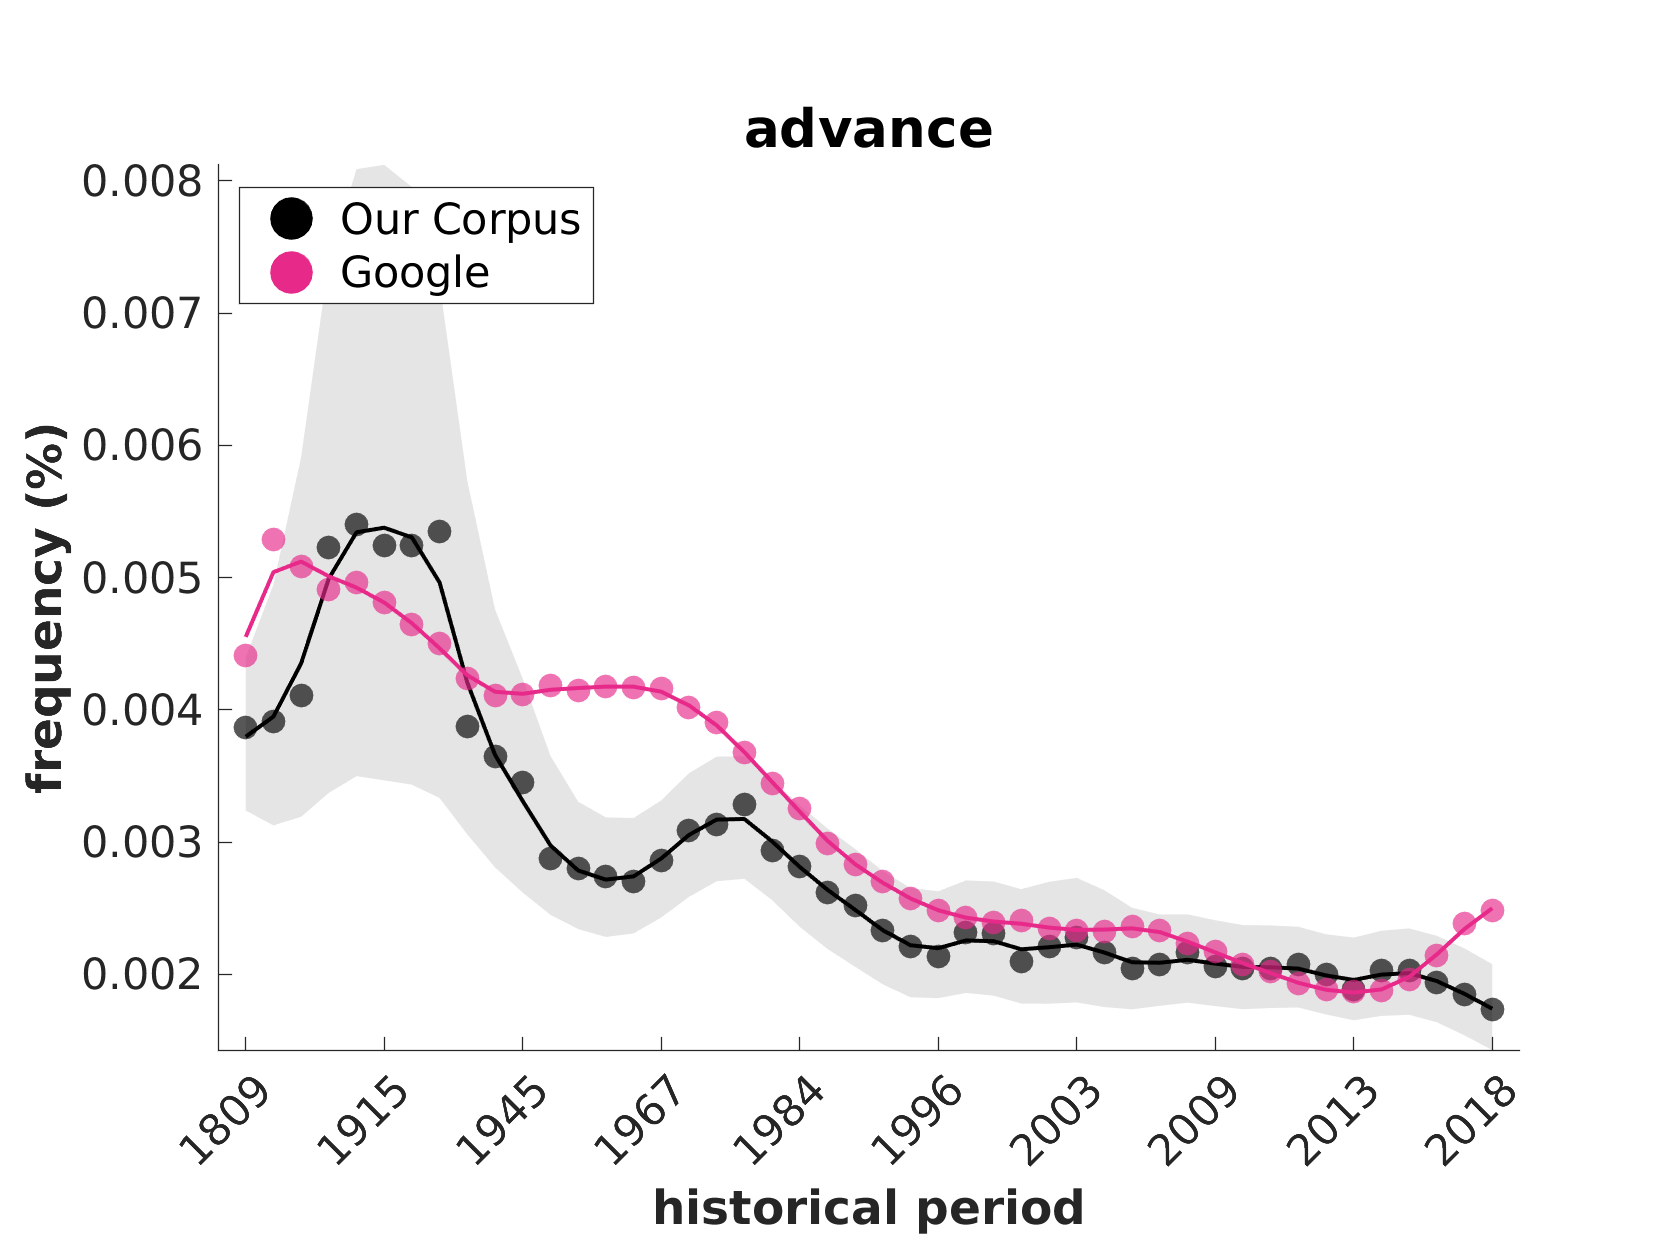 advance
Our Corpus
Google
0.008
0.007
0.006
0.005
0.004
0.003
0.002
frequency (%)
1809 1915 1945 1967 1984 1996 2003 2009 2013 2018
historical period